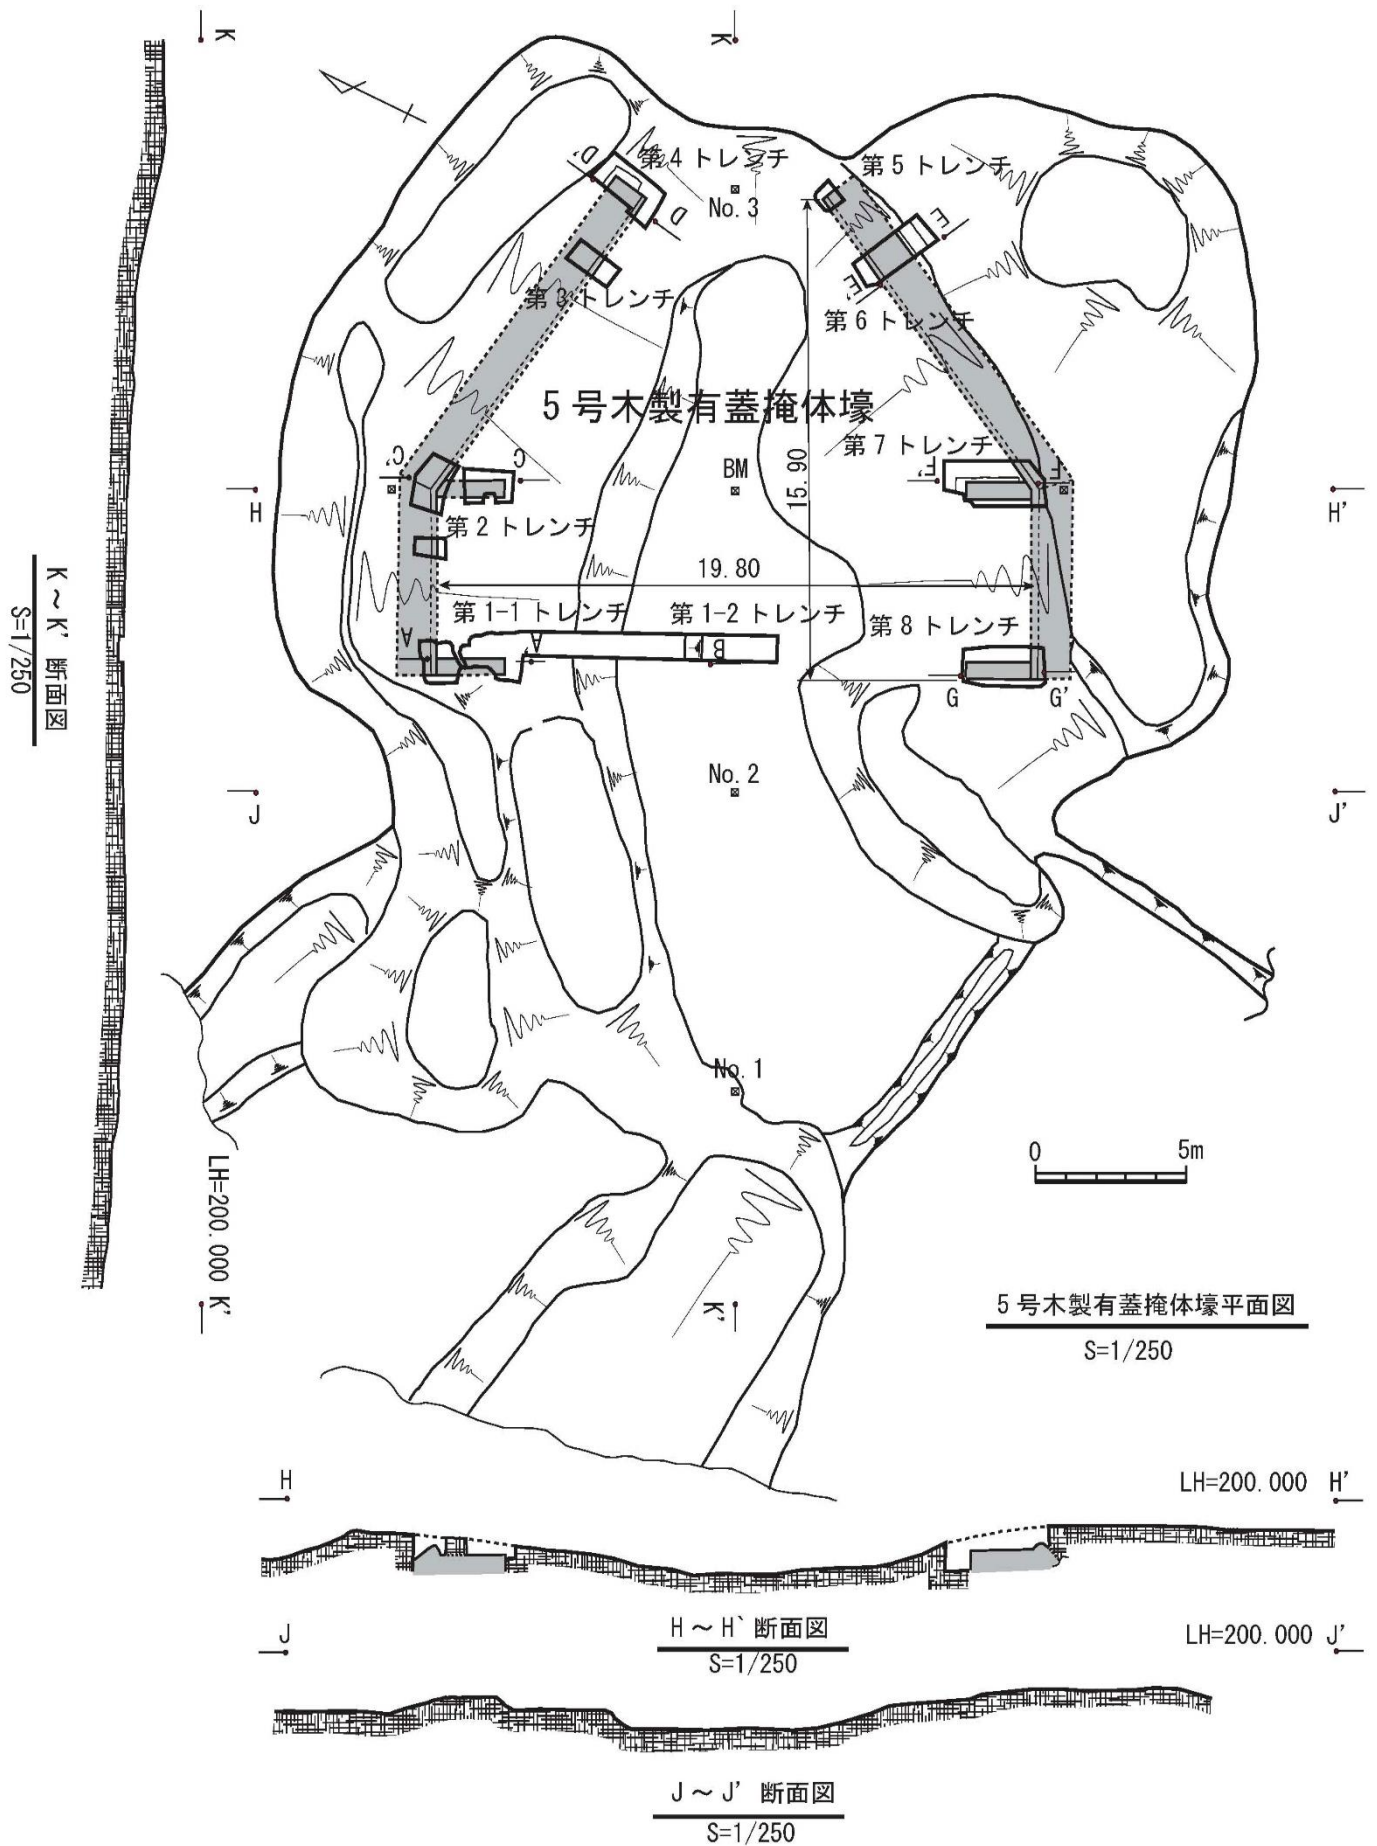 K
K
第4トレンチ
D'
D
No.3
第5トレンチ
E
E'
第3トレンチ
第6トレンチ
5号木製有蓋掩体壕
C'
C
BM
15.90
第7トレンチ
F'
F
H
H'
第2トレンチ
19.80
第1-1トレンチ
第1-2トレンチ
第8トレンチ
A
A
B
G
G'
K～K' 断面図
S=1/250
J
No.2
J'
No.1
LH=200.000 K'
0 5m
K'
5号木製有蓋掩体壕平面図
S=1/250
H
LH=200.000 H'
H～H` 断面図
S=1/250
J
LH=200.000 J'
J～J' 断面図
S=1/250